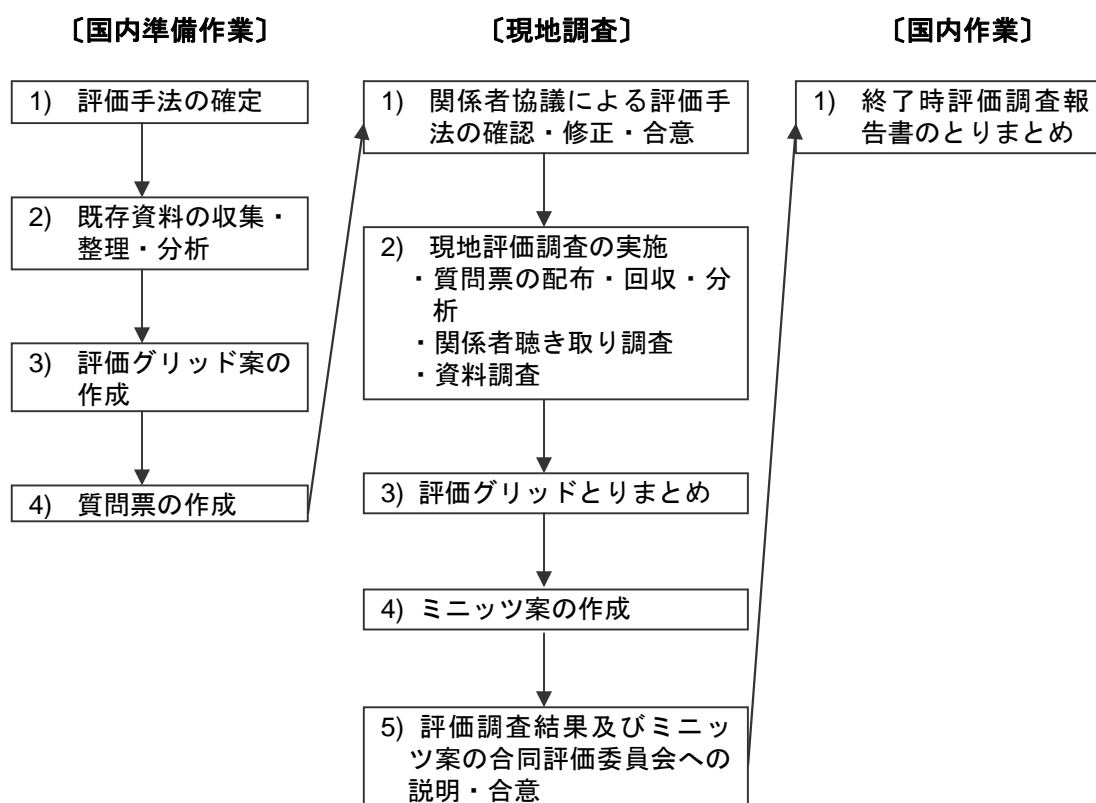 〔国内準備作業〕
1) 評価手法の確定
2) 既存資料の収集・
整理・分析
3) 評価グリッド案の
作成
4) 質問票の作成
〔現地調査〕
1) 関係者協議による評価手
法の確認・修正・合意
2) 現地評価調査の実施
・質問票の配布・回収・分
析
・関係者聴き取り調査
・資料調査
3) 評価グリッドとりまとめ
4) ミニッツ案の作成
5) 評価調査結果及びミニッ
ツ案の合同評価委員会への
説明・合意
〔国内作業〕
1) 終了時評価調査報
告書のとりまとめ